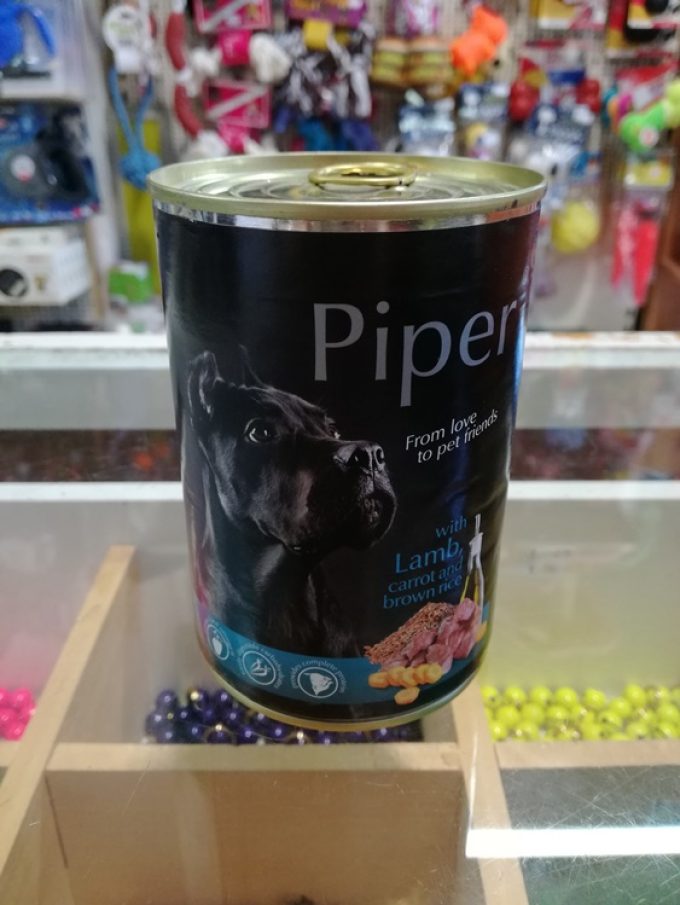 Piper
From love
to pet friends
with
Lamb,
carrot and
brown rice